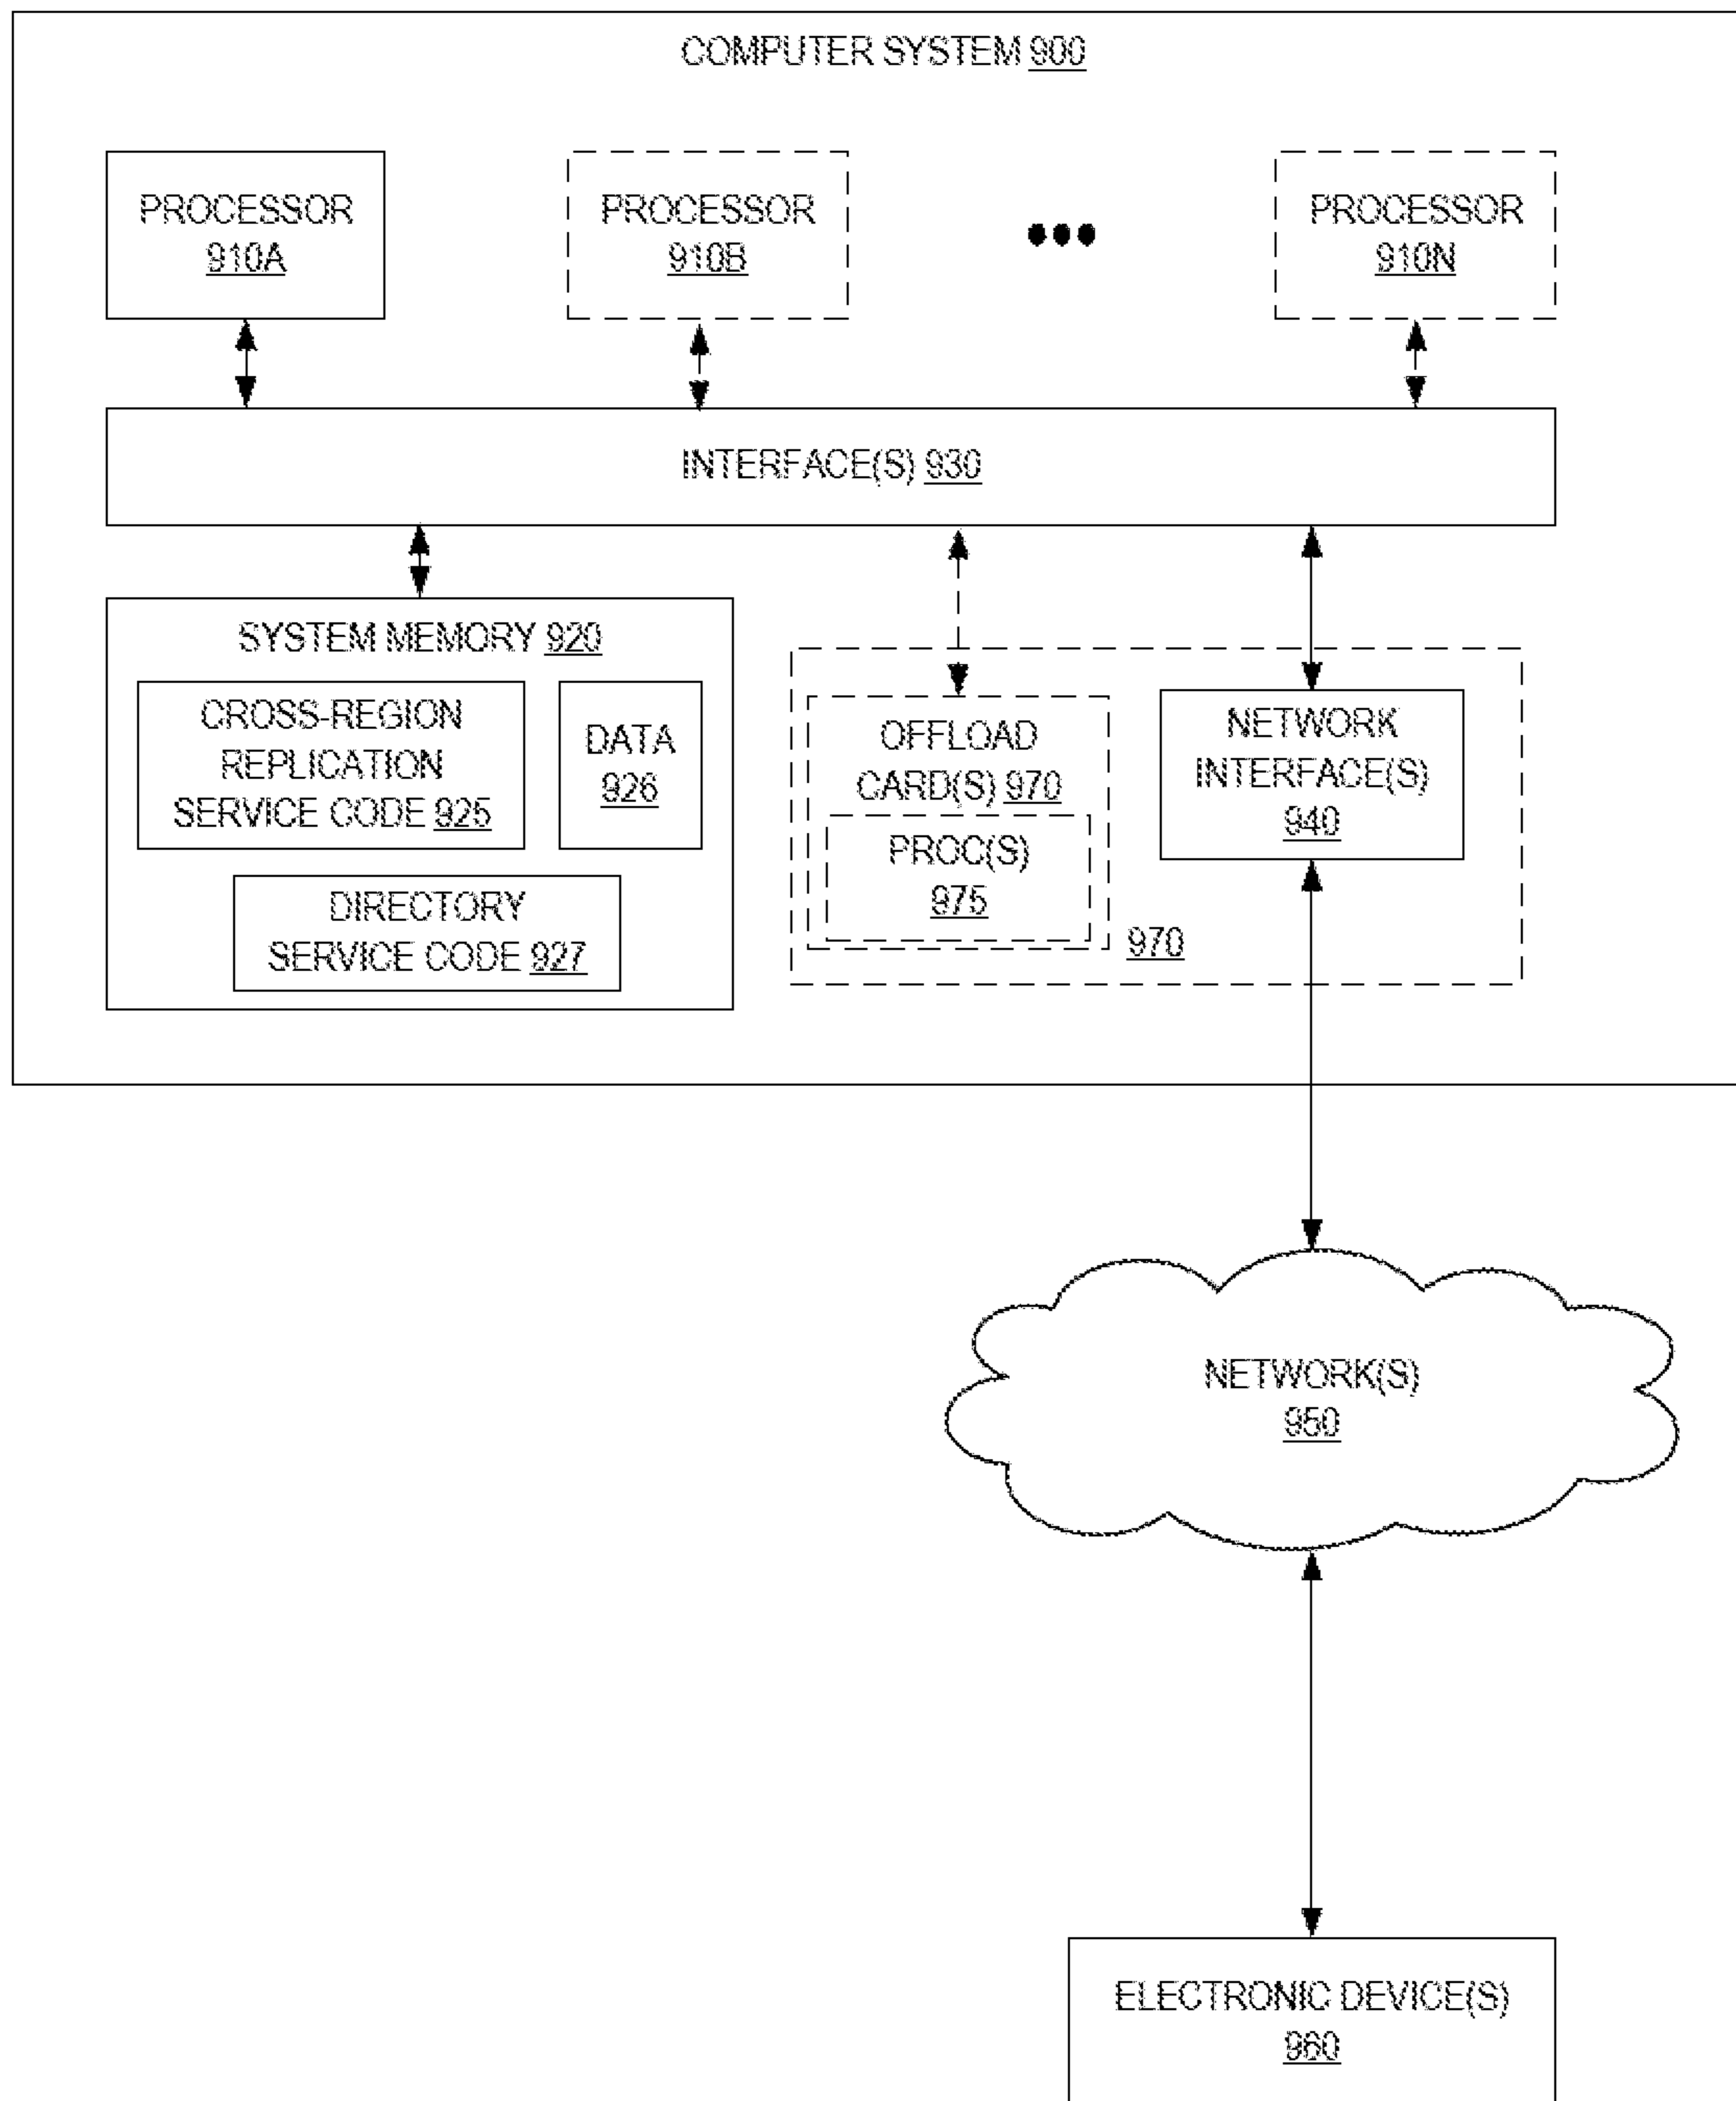 COMPUTER SYSTEM 900
PROCESSOR
910A
PROCESSOR
910B
PROCESSOR
910N
INTERFACE(S) 930
SYSTEM MEMORY 920
CROSS-REGION
REPLICATION
SERVICE CODE 925
DATA
926
DIRECTORY
SERVICE CODE 927
OFFLOAD
CARD(S) 970
PROC(S)
975
970
NETWORK
INTERFACE(S)
940
NETWORK(S)
950
ELECTRONIC DEVICE(S)
960